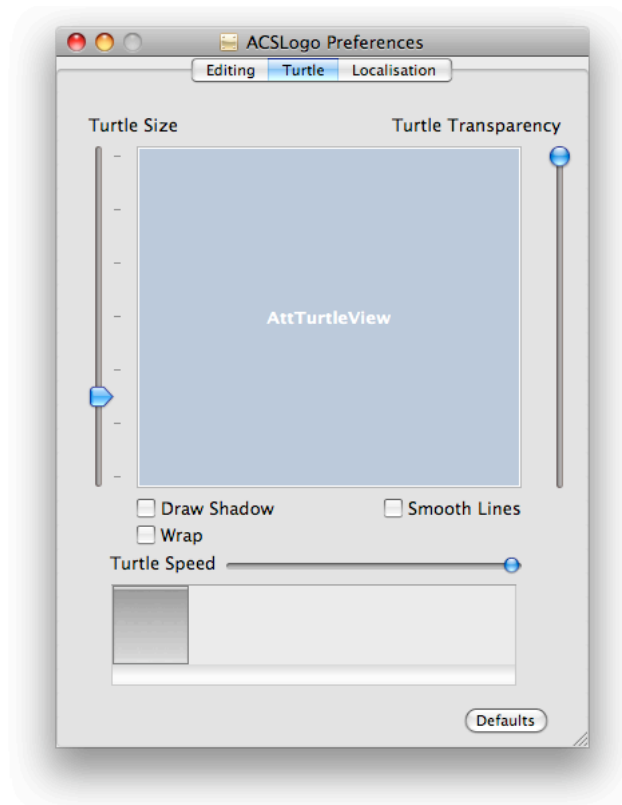 ACSLogo Preferences
Editing Turtle Localisation
Turtle Size Turtle Transparency
AttTurtleView
Draw Shadow Smooth Lines
Wrap
Turtle Speed
Defaults